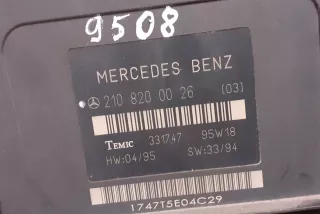 9508
MERCEDES BENZ
210 820 00 26 (03)
TEMIC 331747 95W18
HW:04/95 SW:33/94
1747T5E04C29